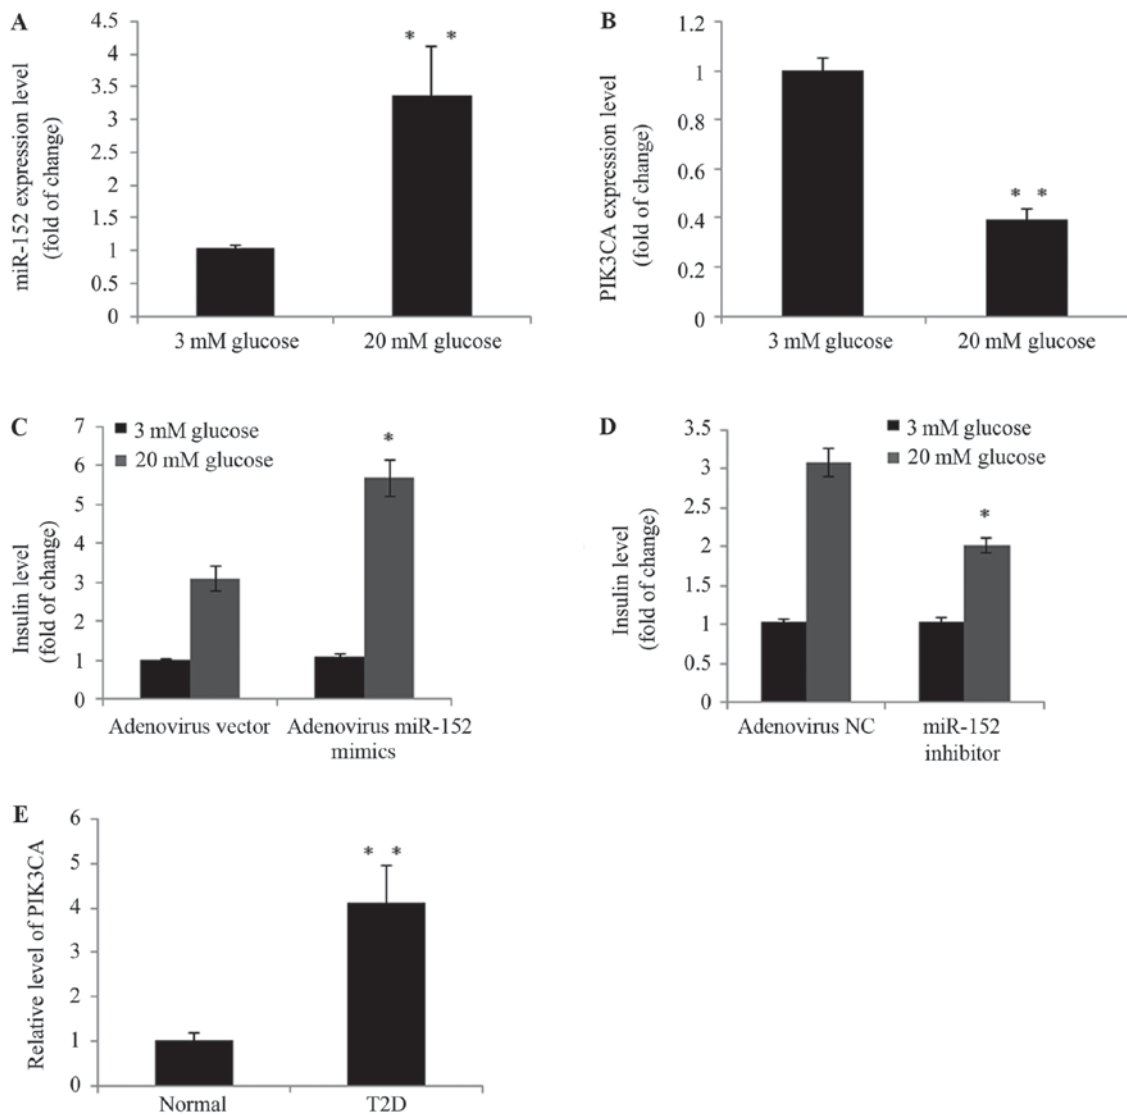 A
miR-152 expression level
(fold of change)
4.5
4
3.5
3
2.5
2
1.5
1
0.5
0
* *
3 mM glucose
20 mM glucose
B
PIK3CA expression level
(fold of change)
1.2
1
0.8
0.6
0.4
0.2
0
* *
3 mM glucose
20 mM glucose
C
Insulin level
(fold of change)
7
6
5
4
3
2
1
0
3 mM glucose
20 mM glucose
*
Adenovirus vector
Adenovirus miR-152
mimics
D
Insulin level
(fold of change)
3.5
3
2.5
2
1.5
1
0.5
0
3 mM glucose
20 mM glucose
*
Adenovirus NC
miR-152
inhibitor
E
Relative level of PIK3CA
6
5
4
3
2
1
0
* *
Normal
T2D